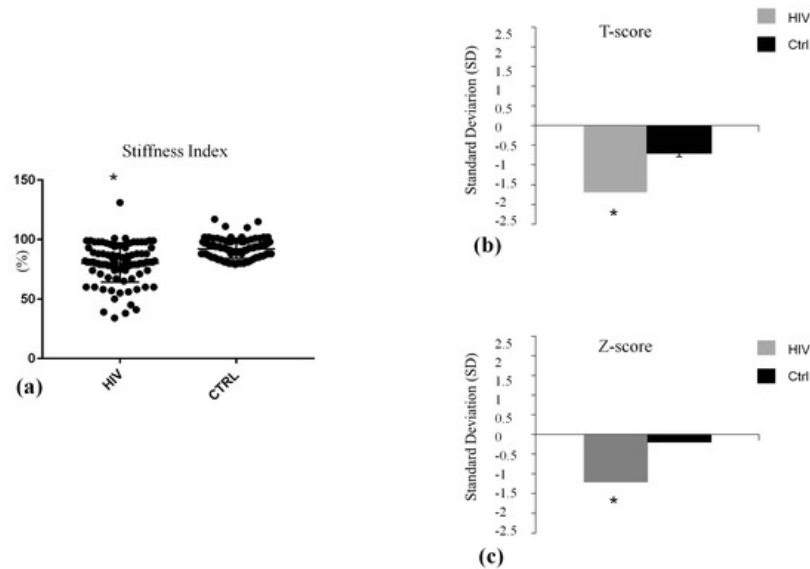 Stiffness Index
*
150
100
50
0
(%)
HIV
CTRL
(a)
T-score
HIV
Ctrl
Standard Deviarion (SD)
2.5
2
1.5
1
0.5
0
-0.5
-1
-1.5
-2
-2.5
*
(b)
Z-score
HIV
Ctrl
Standard Deviation (SD)
2.5
2
1.5
1
0.5
0
-0.5
-1
-1.5
-2
-2.5
*
(c)